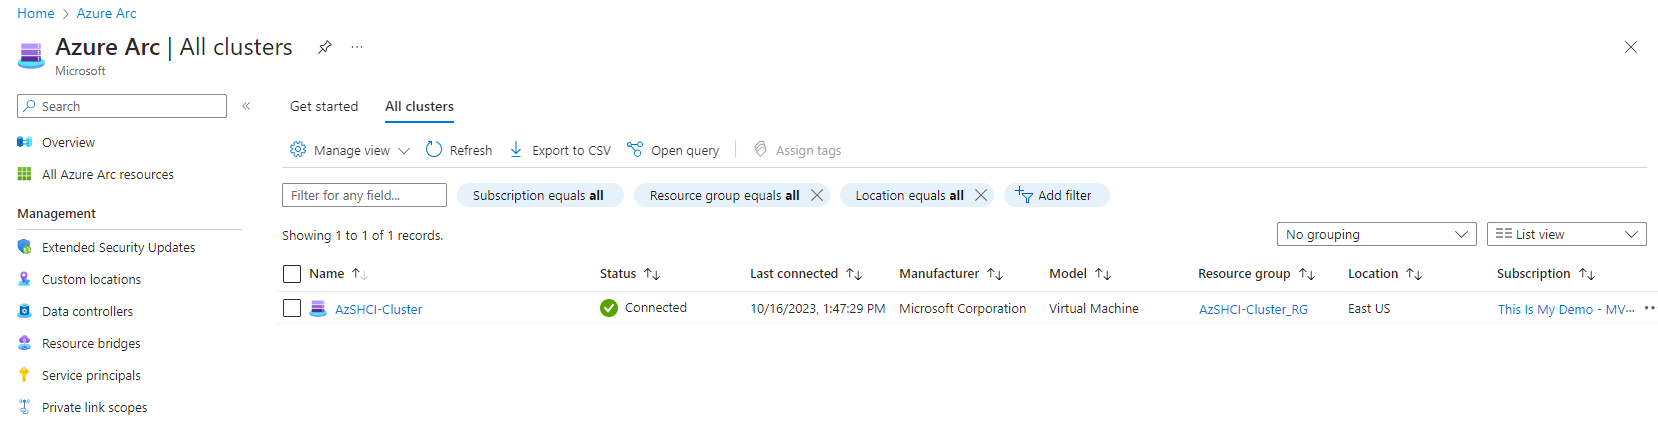 Home > Azure Arc
Azure Arc | All clusters
Microsoft
Search
Overview
All Azure Arc resources
Management
Extended Security Updates
Custom locations
Data controllers
Resource bridges
Service principals
Private link scopes
Get started All clusters
Manage view Refresh Export to CSV Open query Assign tags
Filter for any field... Subscription equals all Resource group equals all Location equals all Add filter
Showing 1 to 1 of 1 records.
No grouping List view
Name Status Last connected Manufacturer Model Resource group Location Subscription
AzSHCI-Cluster Connected 10/16/2023, 1:47:29 PM Microsoft Corporation Virtual Machine AzSHCI-Cluster_RG East US This Is My Demo - MV...